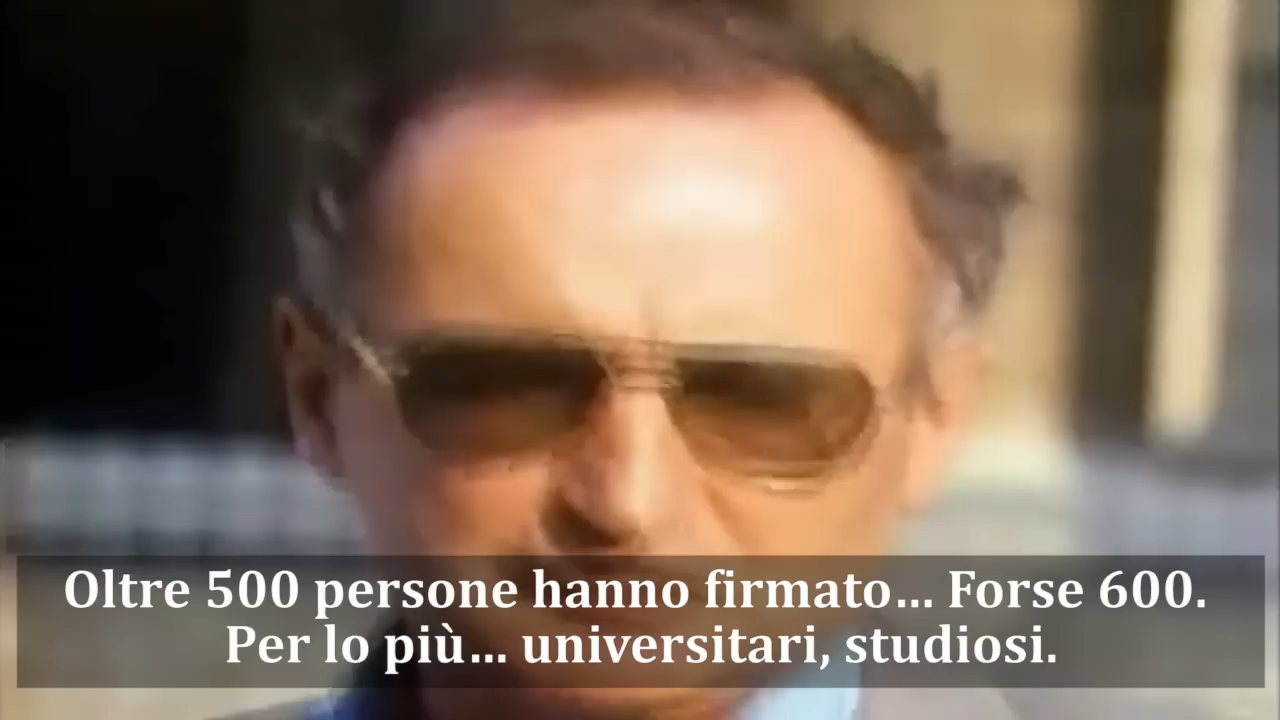 Oltre 500 persone hanno firmato... Forse 600.
Per lo più... universitari, studiosi.